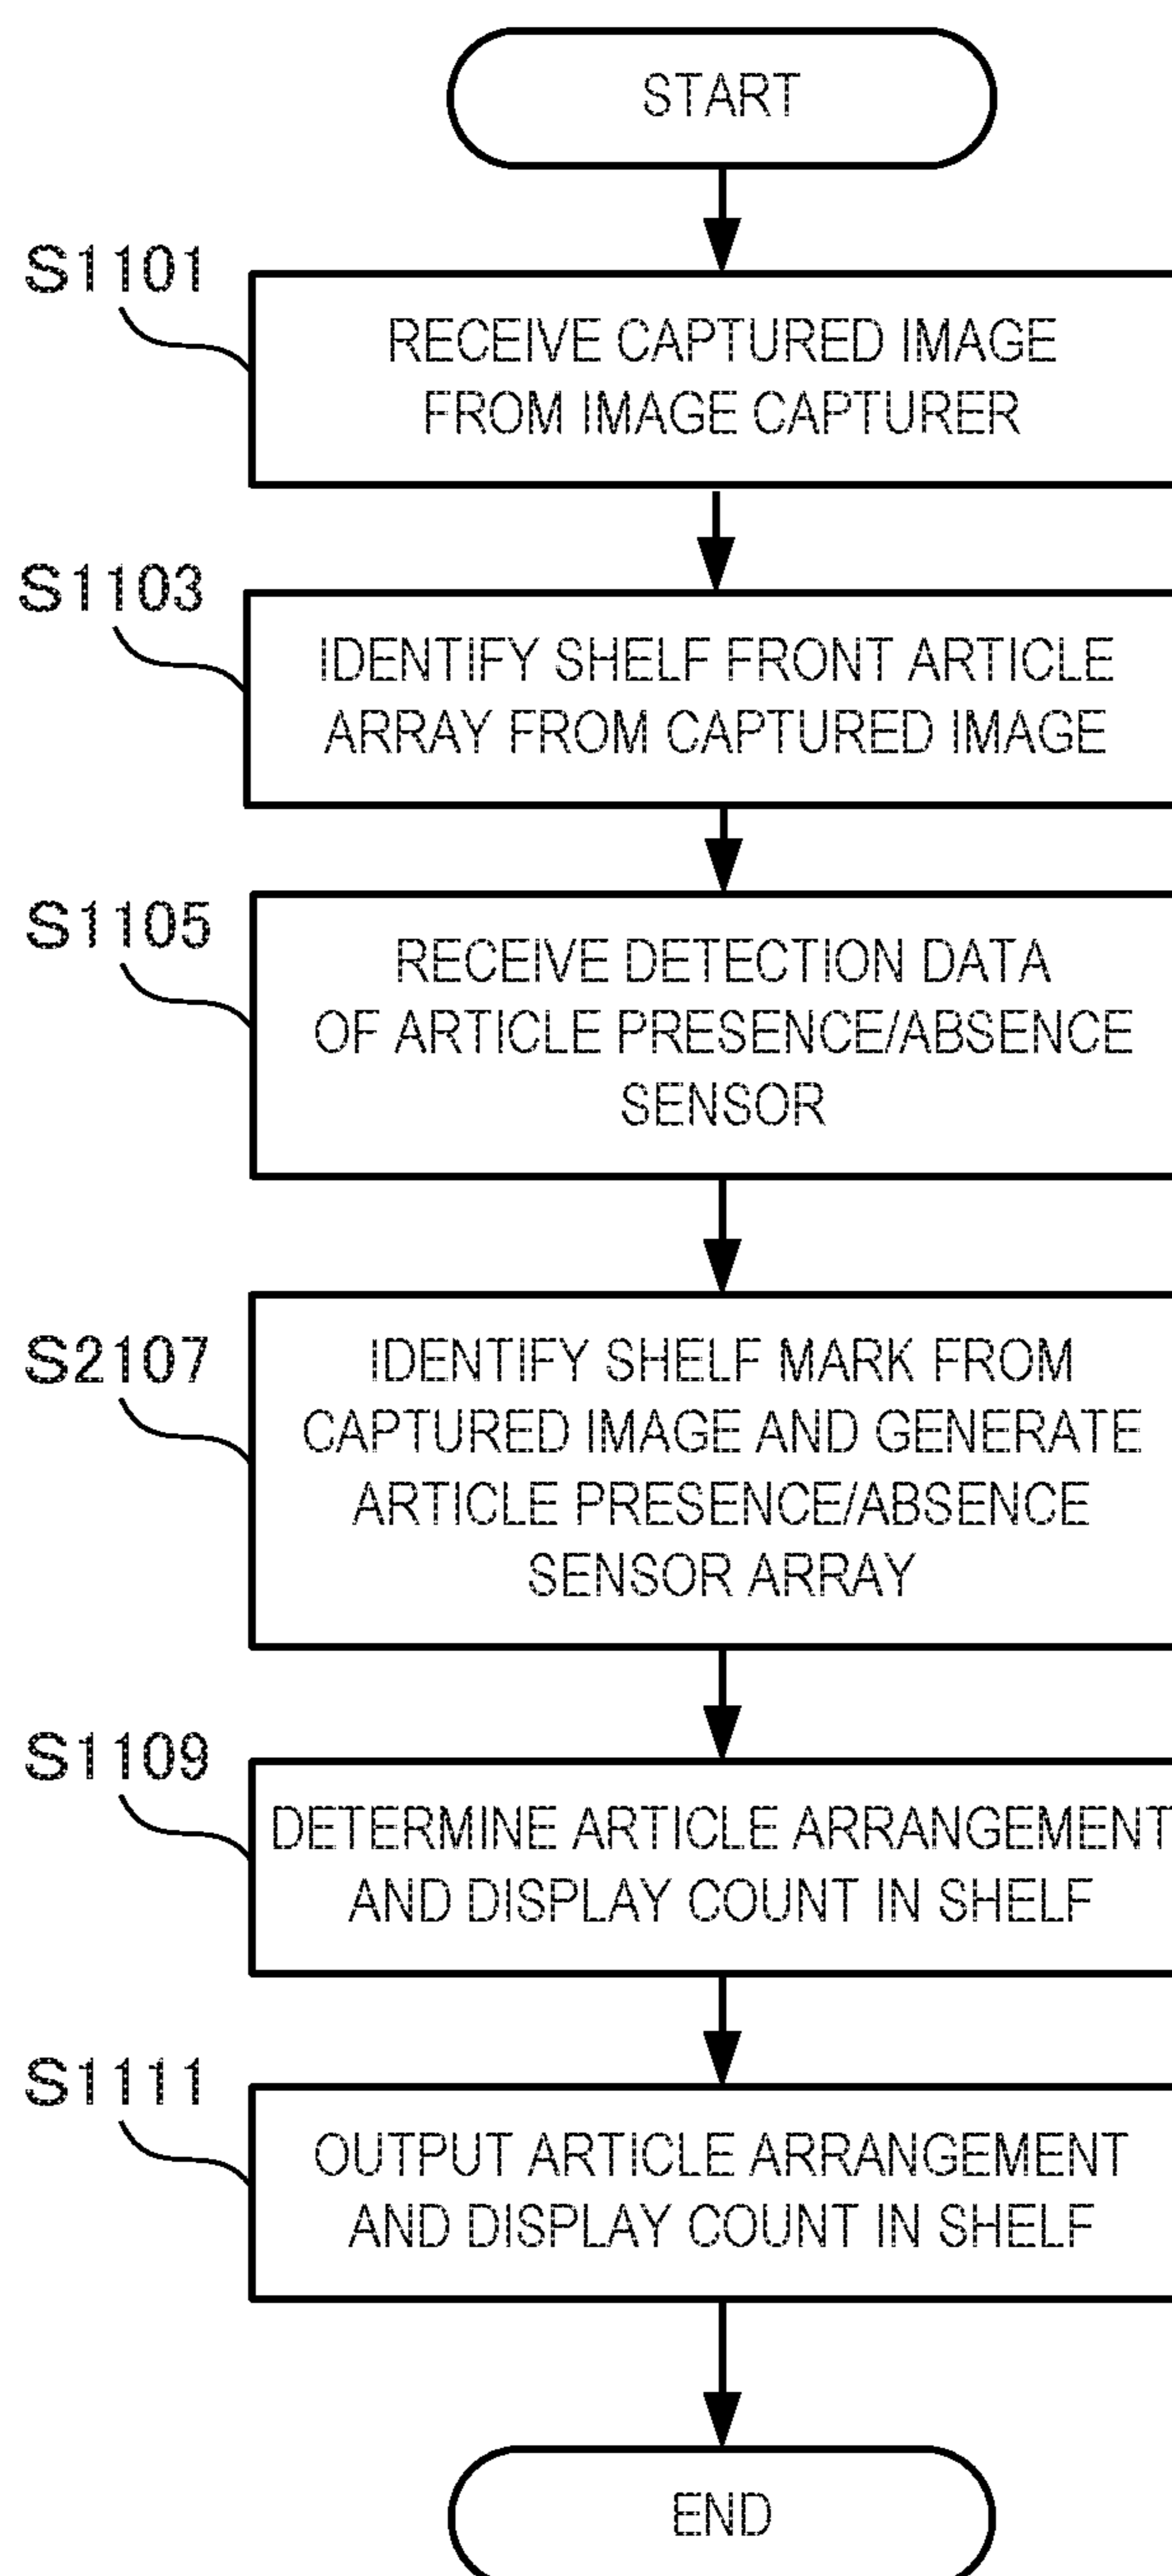 START
S1101
RECEIVE CAPTURED IMAGE
FROM IMAGE CAPTURER
S1103
IDENTIFY SHELF FRONT ARTICLE
ARRAY FROM CAPTURED IMAGE
S1105
RECEIVE DETECTION DATA
OF ARTICLE PRESENCE/ABSENCE
SENSOR
S2107
IDENTIFY SHELF MARK FROM
CAPTURED IMAGE AND GENERATE
ARTICLE PRESENCE/ABSENCE
SENSOR ARRAY
S1109
DETERMINE ARTICLE ARRANGEMENT
AND DISPLAY COUNT IN SHELF
S1111
OUTPUT ARTICLE ARRANGEMENT
AND DISPLAY COUNT IN SHELF
END